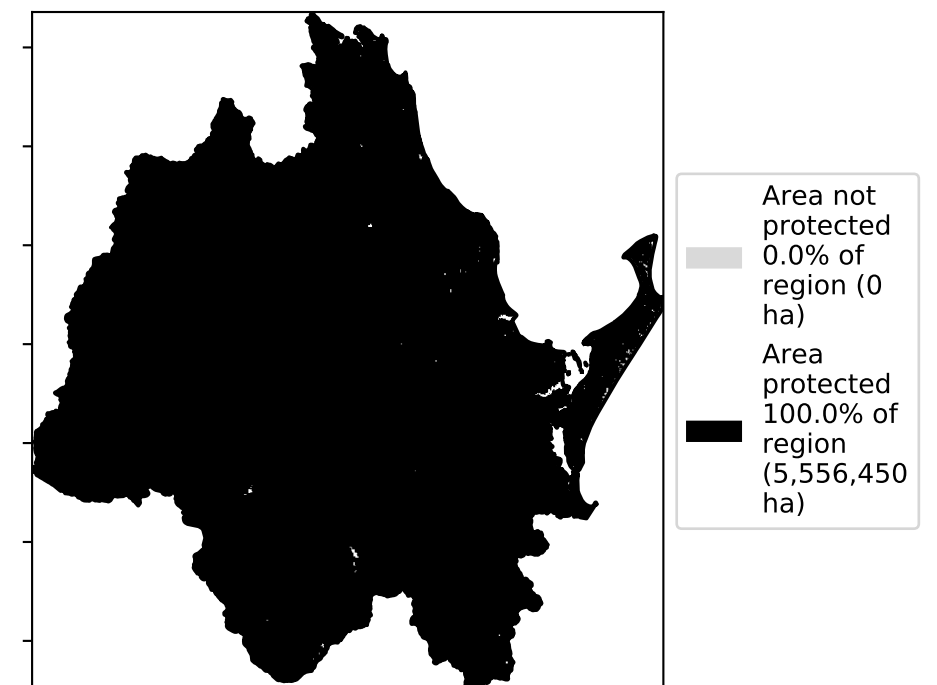 Area not
protected
0.0% of
region (0
ha)
Area
protected
100.0% of
region
(5,556,450
ha)